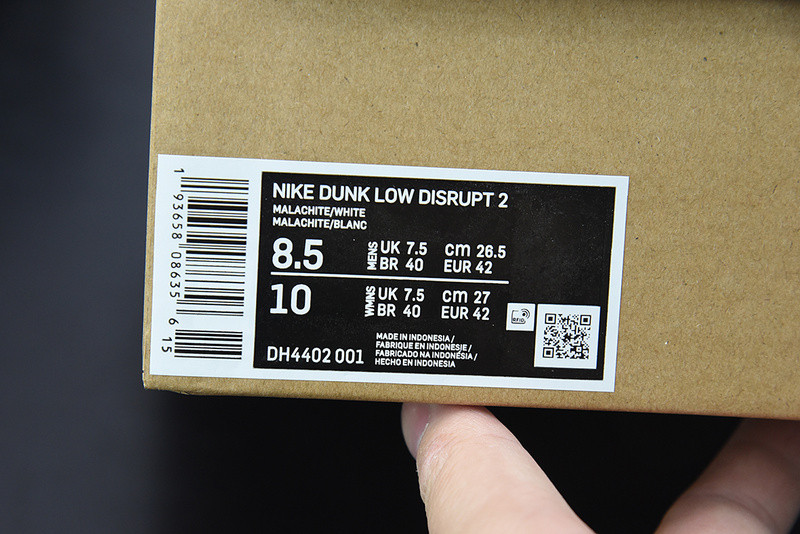 NIKE DUNK LOW DISRUPT 2
MALACHITE/WHITE
MALACHITE/BLANC
8.5 MENS UK 7.5 cm 26.5
BR 40 EUR 42
10 WMNS UK 7.5 cm 27
BR 40 EUR 42
RFID
DH4402 001
MADE IN INDONESIA /
FABRIQUE EN INDONESIE/
FABRICADO NA INDONÉSIA /
HECHO EN INDONESIA
1 93658 08635 6 15